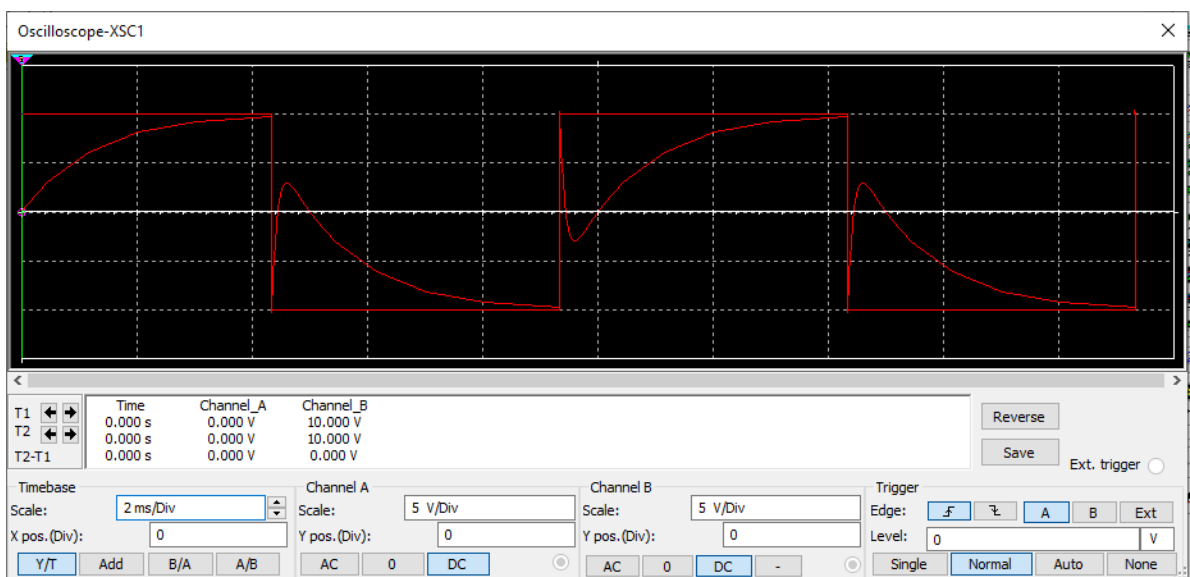 Oscilloscope-XSC1
Time Channel_A Channel_B
T1 0.000 s 0.000 V 10.000 V
T2 0.000 s 0.000 V 10.000 V
T2-T1 0.000 s 0.000 V 0.000 V
Reverse
Save
Ext. trigger
Timebase
Scale: 2 ms/Div
X pos.(Div): 0
Y/T Add B/A A/B
Channel A
Scale: 5 V/Div
Y pos.(Div): 0
AC 0 DC
Channel B
Scale: 5 V/Div
Y pos.(Div): 0
AC 0 DC -
Trigger
Edge: A B Ext
Level: 0 V
Single Normal Auto None